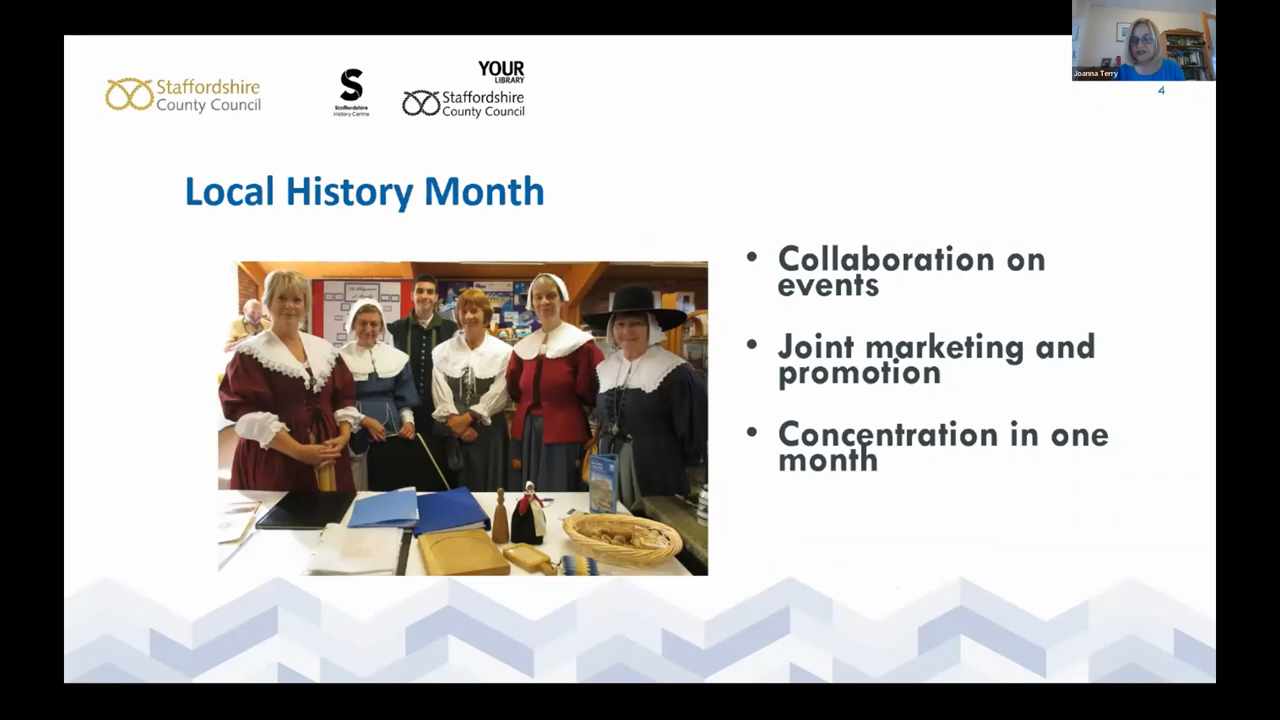 Staffordshire
County Council
Staffordshire
History Centre
YOUR
LIBRARY
Staffordshire
County Council
Joanna Terry
4
Local History Month
• Collaboration on
events
• Joint marketing and
promotion
• Concentration in one
month